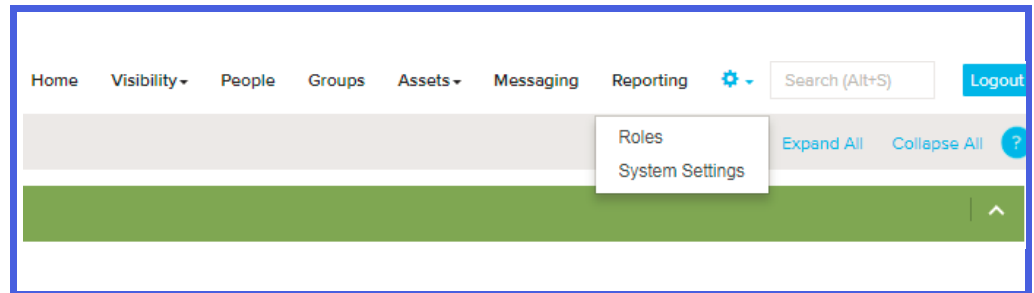 Home Visibility People Groups Assets Messaging Reporting Search (Alt+S) Logout
Roles
Expand All Collapse All ?
System Settings